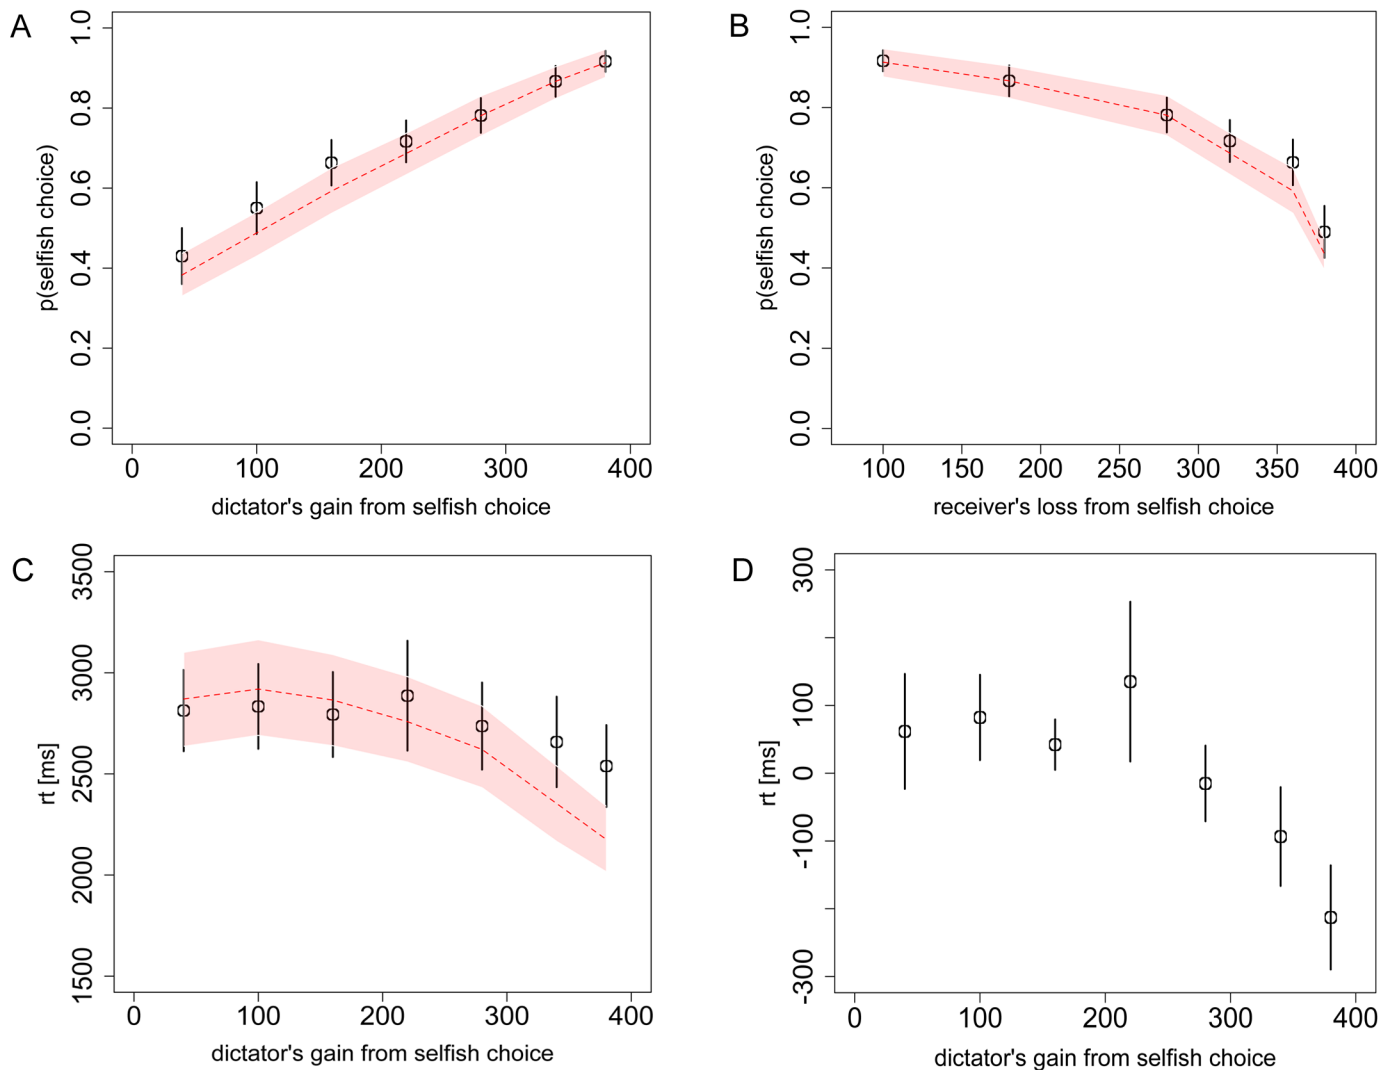 A
p(selfish choice)
1.0
0.8
0.6
0.4
0.2
0.0
0 100 200 300 400
dictator's gain from selfish choice
B
p(selfish choice)
1.0
0.8
0.6
0.4
0.2
0.0
100 150 200 250 300 350 400
receiver's loss from selfish choice
C
rt [ms]
3500
3000
2500
2000
1500
0 100 200 300 400
dictator's gain from selfish choice
D
rt [ms]
300
100
0
-100
-300
0 100 200 300 400
dictator's gain from selfish choice